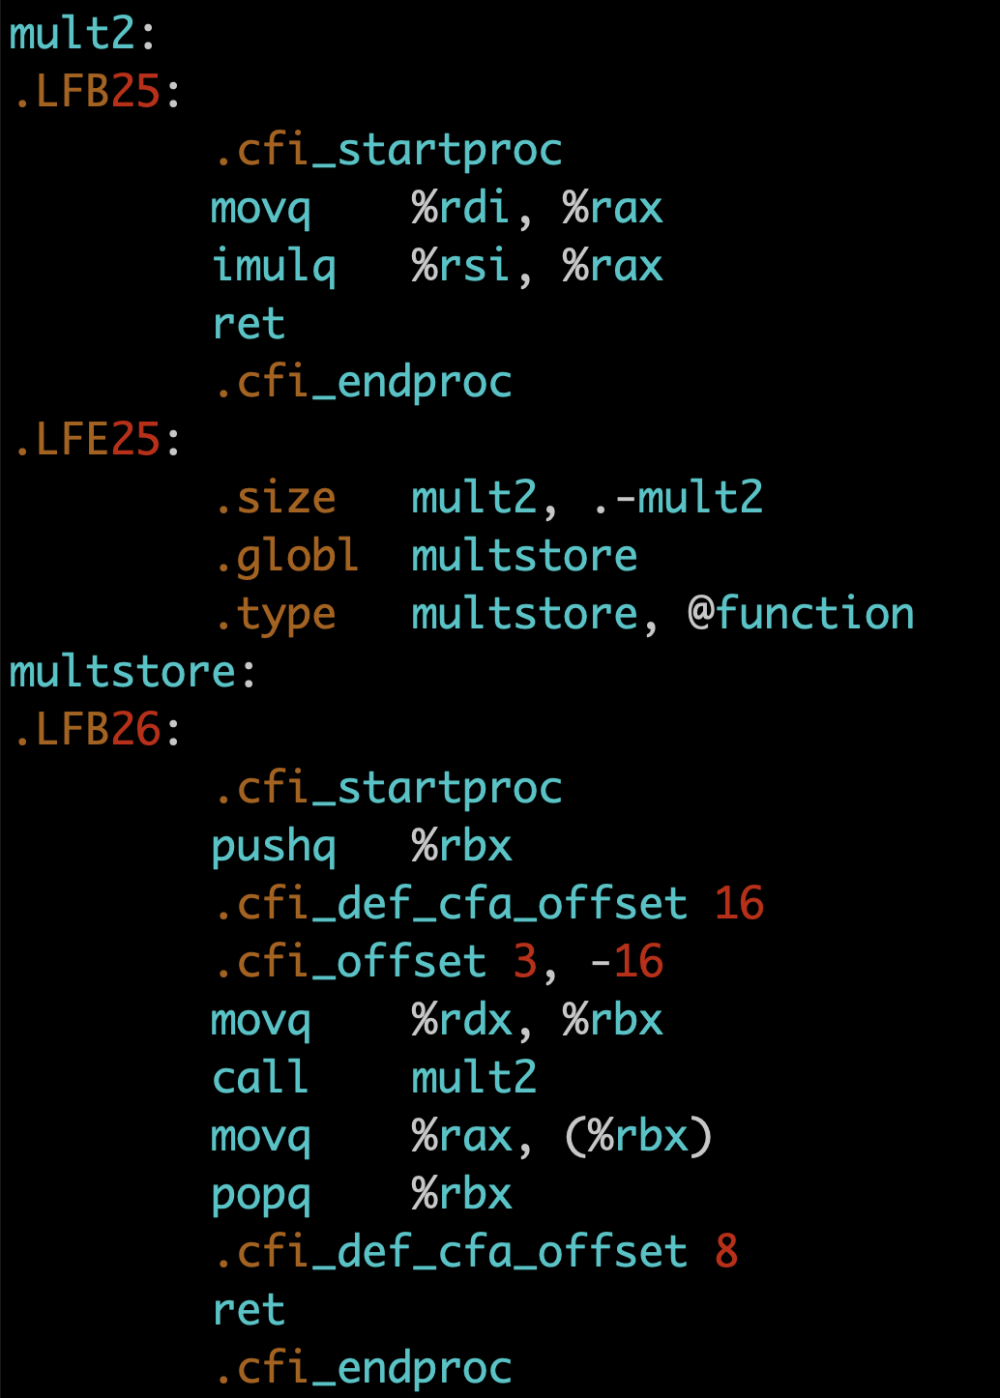 mult2:
.LFB25:
.cfi_startproc
movq %rdi, %rax
imulq %rsi, %rax
ret
.cfi_endproc
.LFE25:
.size mult2, .-mult2
.globl multstore
.type multstore, @function
multstore:
.LFB26:
.cfi_startproc
pushq %rbx
.cfi_def_cfa_offset 16
.cfi_offset 3, -16
movq %rdx, %rbx
call mult2
movq %rax, (%rbx)
popq %rbx
.cfi_def_cfa_offset 8
ret
.cfi_endproc